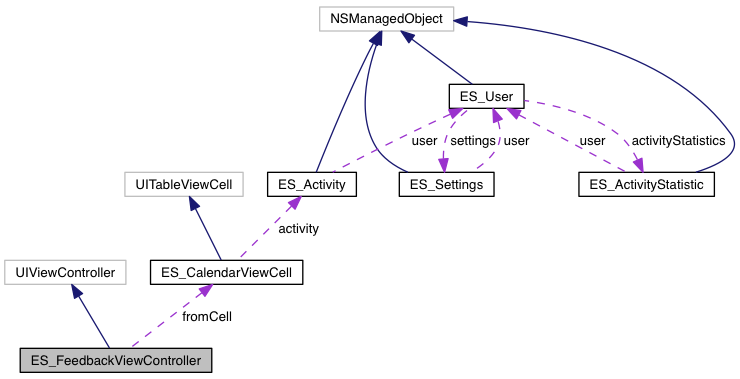 NSManagedObject
ES_User
user
settings
user
user
activityStatistics
UITableViewCell
ES_Activity
ES_Settings
ES_ActivityStatistic
activity
UIViewController
ES_CalendarViewCell
fromCell
ES_FeedbackViewController